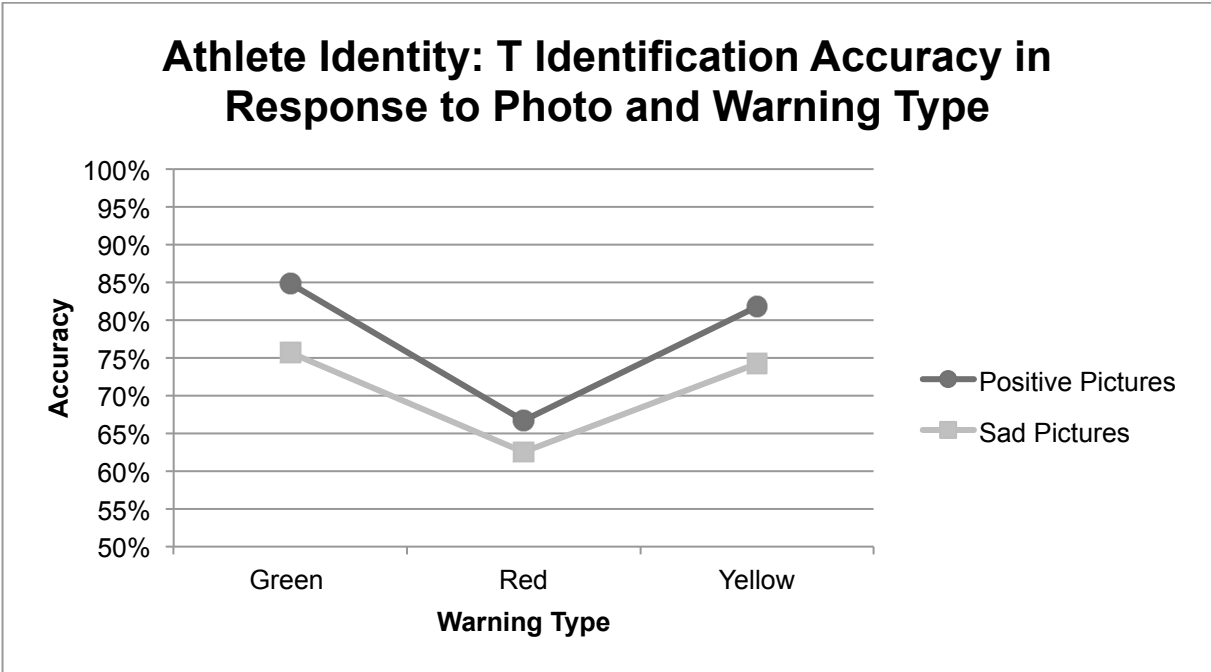 Athlete Identity: T Identification Accuracy in
Response to Photo and Warning Type
100%
95%
90%
85%
80%
75%
70%
65%
60%
55%
50%
Accuracy
Green
Red
Yellow
Warning Type
Positive Pictures
Sad Pictures